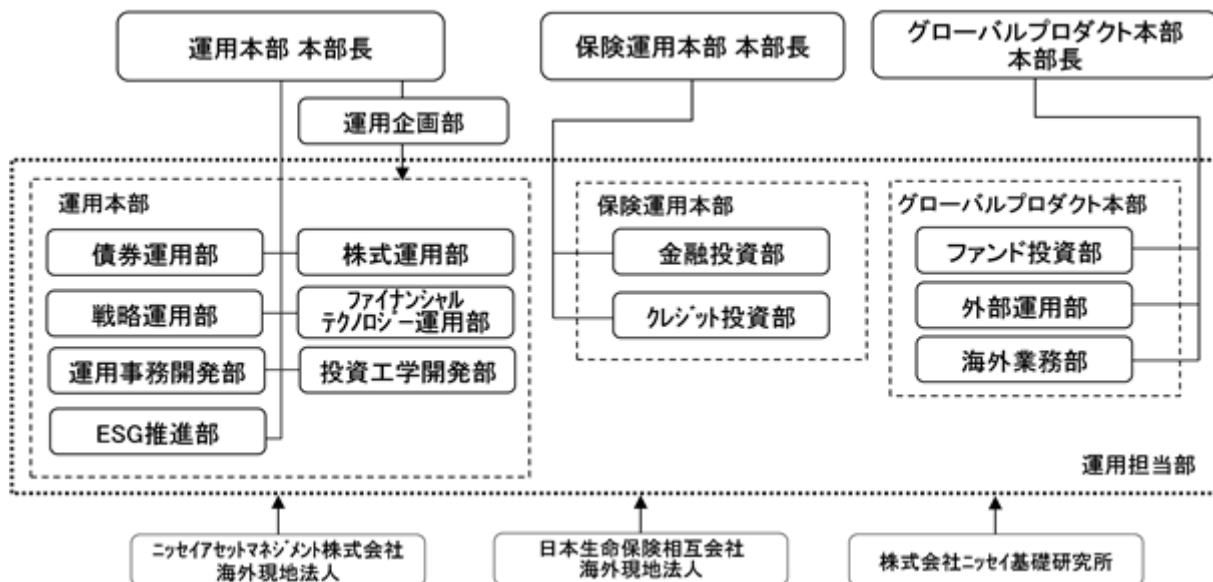 運用本部 本部長
保険運用本部 本部長
グローバルプロダクト本部
本部長
運用企画部
運用本部
債券運用部
株式運用部
戦略運用部
ファイナンシャル
テクノロジー運用部
運用事務開発部
投資工学開発部
ESG推進部
保険運用本部
金融投資部
クレジット投資部
グローバルプロダクト本部
ファンド投資部
外部運用部
海外業務部
運用担当部
ニッセイアセットマネジメント株式会社
海外現地法人
日本生命保険相互会社
海外現地法人
株式会社ニッセイ基礎研究所